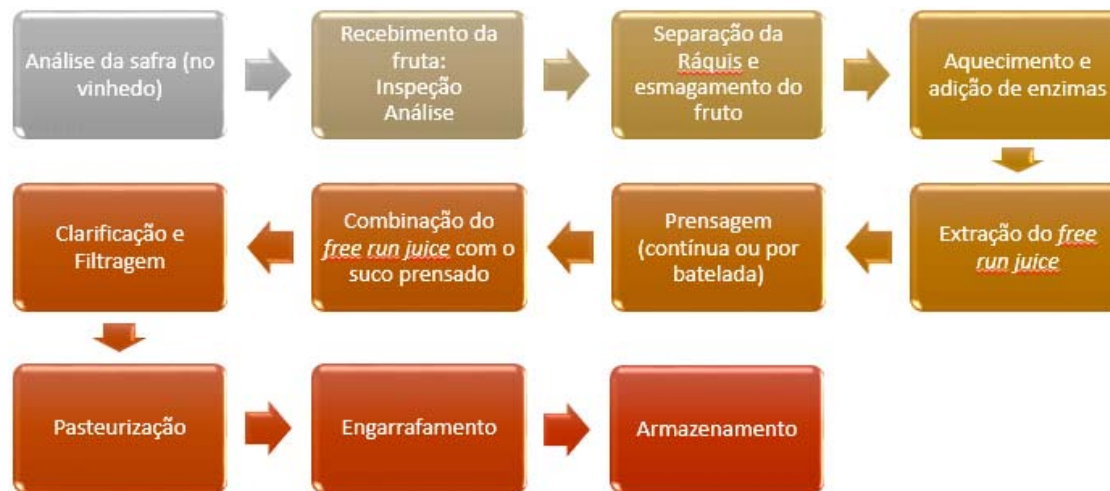 Análise da safra (no
vinhedo)
Recebimento da
fruta:
Inspeção
Análise
Separação da
Ráquis e
esmagamento do
fruto
Aquecimento e
adição de enzimas
Extração do free
run juice
Prensagem
(contínua ou por
batelada)
Combinação do
free run juice com o
suco prensado
Clarificação e
Filtragem
Pasteurização
Engarrafamento
Armazenamento